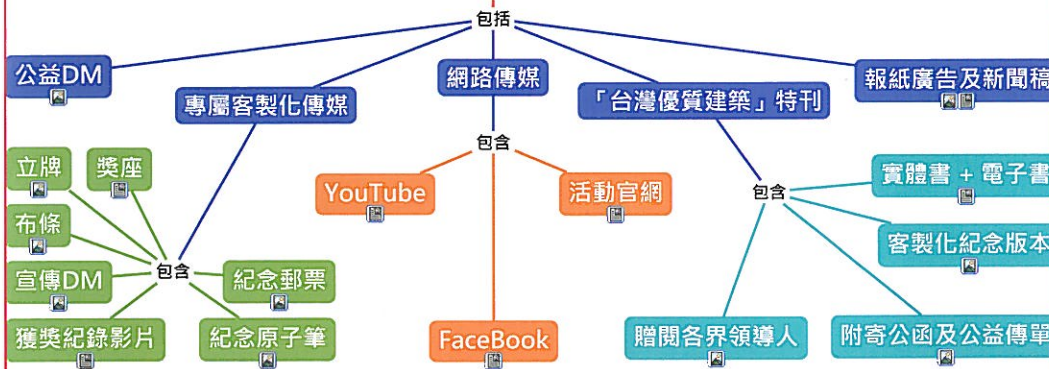 包括
公益DM
專屬客製化傳媒
網路傳媒
「台灣優質建築」特刊
報紙廣告及新聞稿
包含
立牌
獎座
布條
宣傳DM
獲獎紀錄影片
包含
紀念郵票
紀念原子筆
YouTube
活動官網
FaceBook
包含
實體書 + 電子書
客製化紀念版本
贈閱各界領導人
附寄公函及公益傳單